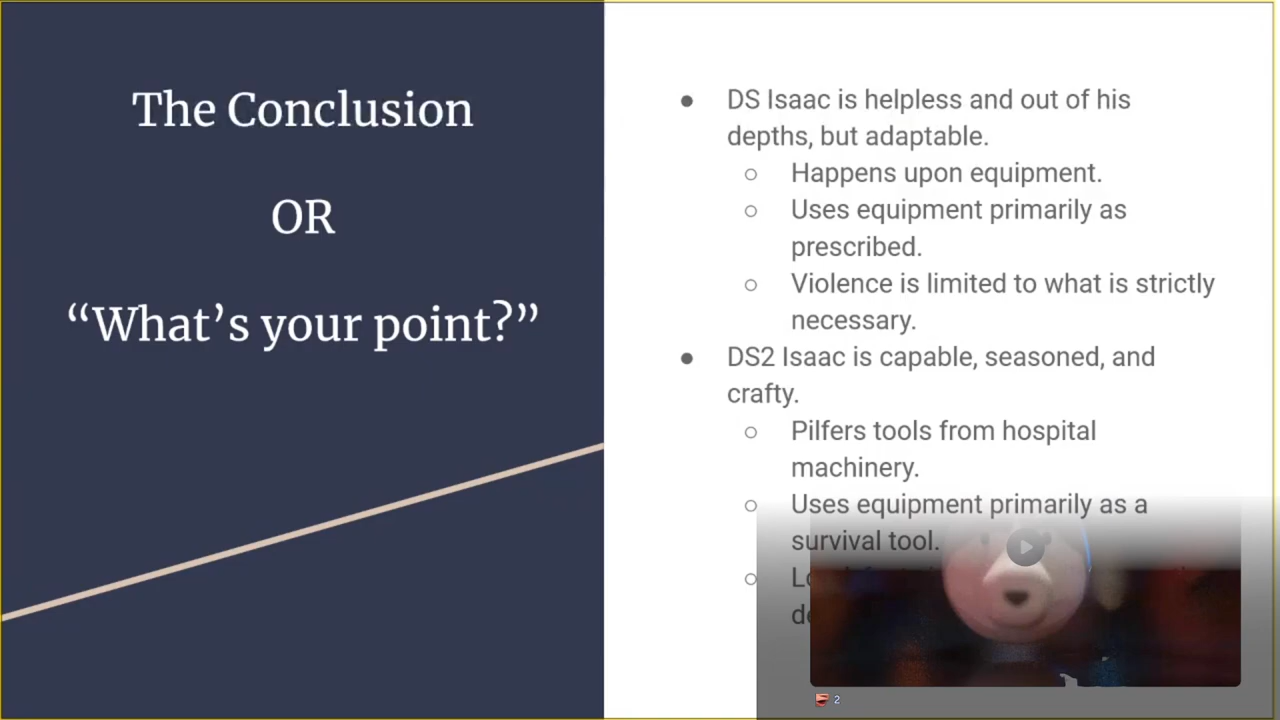 The Conclusion
OR
“What’s your point?”
● DS Isaac is helpless and out of his
depths, but adaptable.
○ Happens upon equipment.
○ Uses equipment primarily as
prescribed.
○ Violence is limited to what is strictly
necessary.
● DS2 Isaac is capable, seasoned, and
crafty.
○ Pilfers tools from hospital
machinery.
○ Uses equipment primarily as a
survival tool.
2